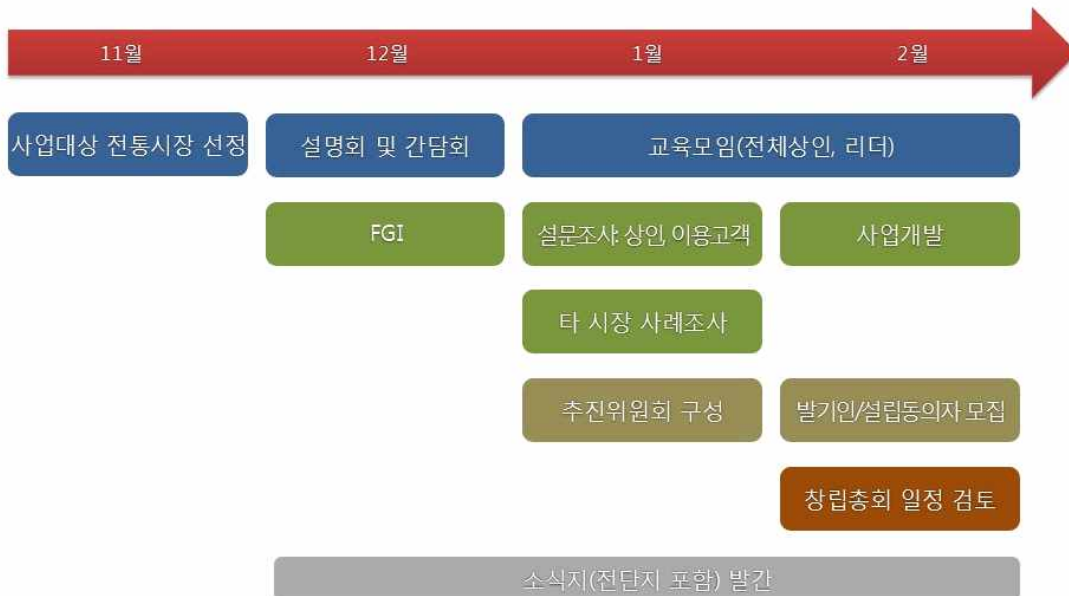 11월 12월 1월 2월
사업대상 전통시장 선정 설명회 및 간담회 교육모임(전체상인, 리더)
FGI 설문조사: 상인, 이용고객 사업개발
타 시장 사례조사
추진위원회 구성 발기인/설립동의자 모집
창립총회 일정 검토
소식지(전단지 포함) 발간